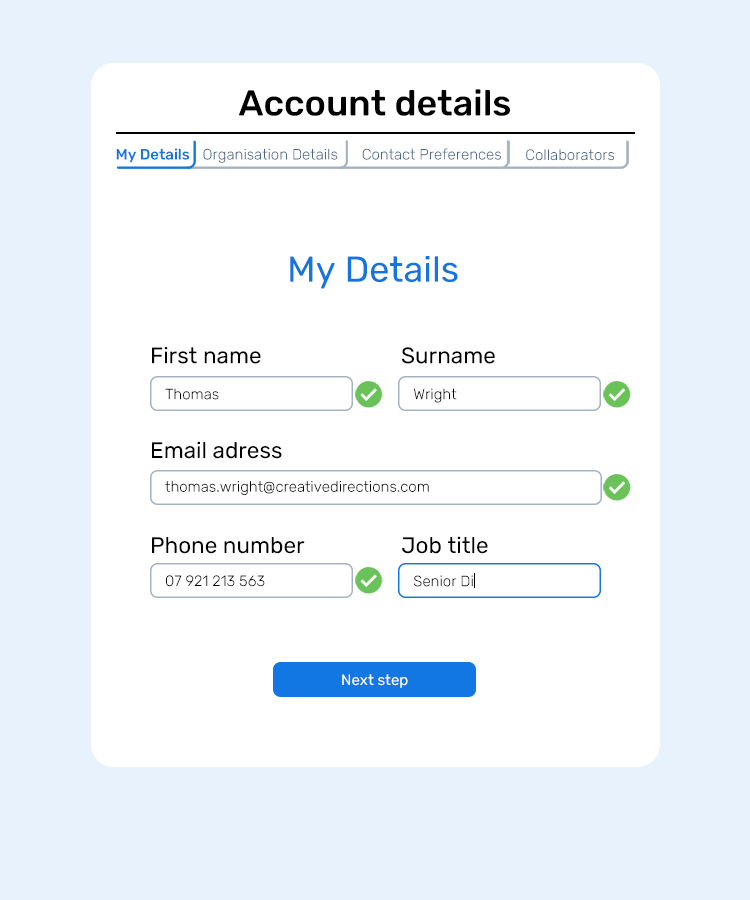 Account details
My Details Organisation Details Contact Preferences Collaborators
My Details
First name Surname
Thomas Wright
Email adress
thomas.wright@creativedirections.com
Phone number Job title
07 921 213 563 Senior Di
Next step